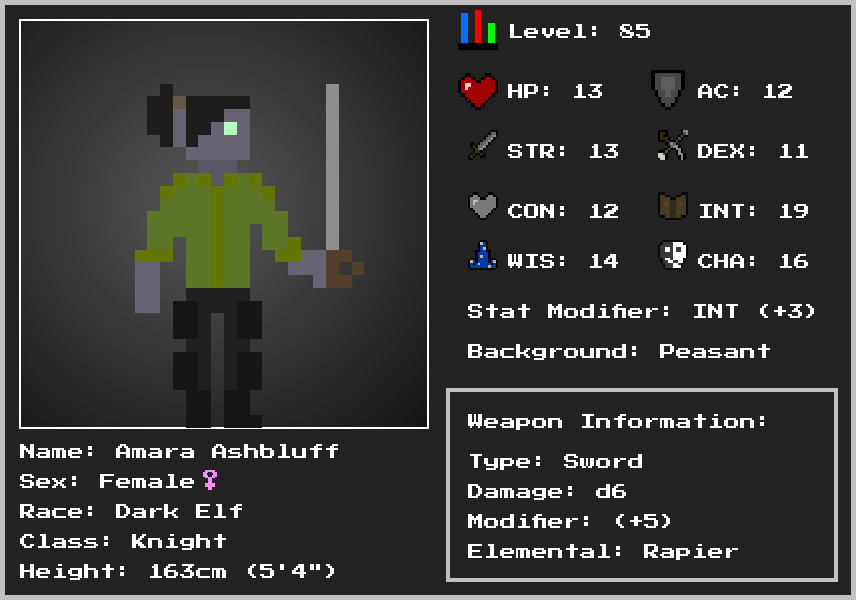 Level: 85
HP: 13 AC: 12
STR: 13 DEX: 11
CON: 12 INT: 19
WIS: 14 CHA: 16
Stat Modifier: INT (+3)
Background: Peasant
Weapon Information:
Type: Sword
Damage: d6
Modifier: (+5)
Elemental: Rapier
Name: Amara Ashbluff
Sex: Female♀
Race: Dark Elf
Class: Knight
Height: 163cm (5'4")